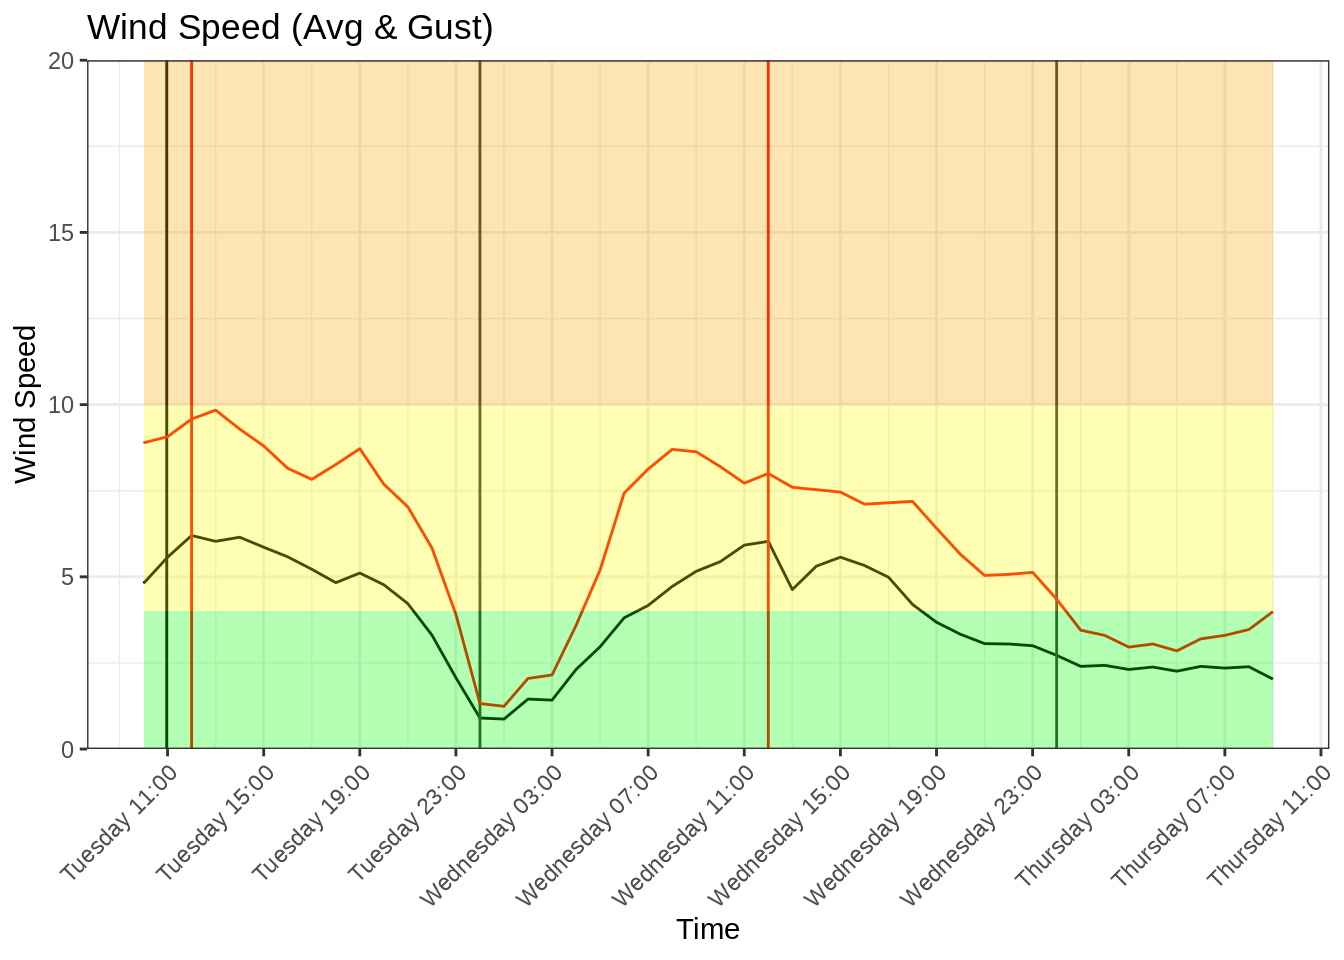 Wind Speed (Avg & Gust)
20
15
10
5
0
Wind Speed
Tuesday 11:00
Tuesday 15:00
Tuesday 19:00
Tuesday 23:00
Wednesday 03:00
Wednesday 07:00
Wednesday 11:00
Wednesday 15:00
Wednesday 19:00
Wednesday 23:00
Thursday 03:00
Thursday 07:00
Thursday 11:00
Time